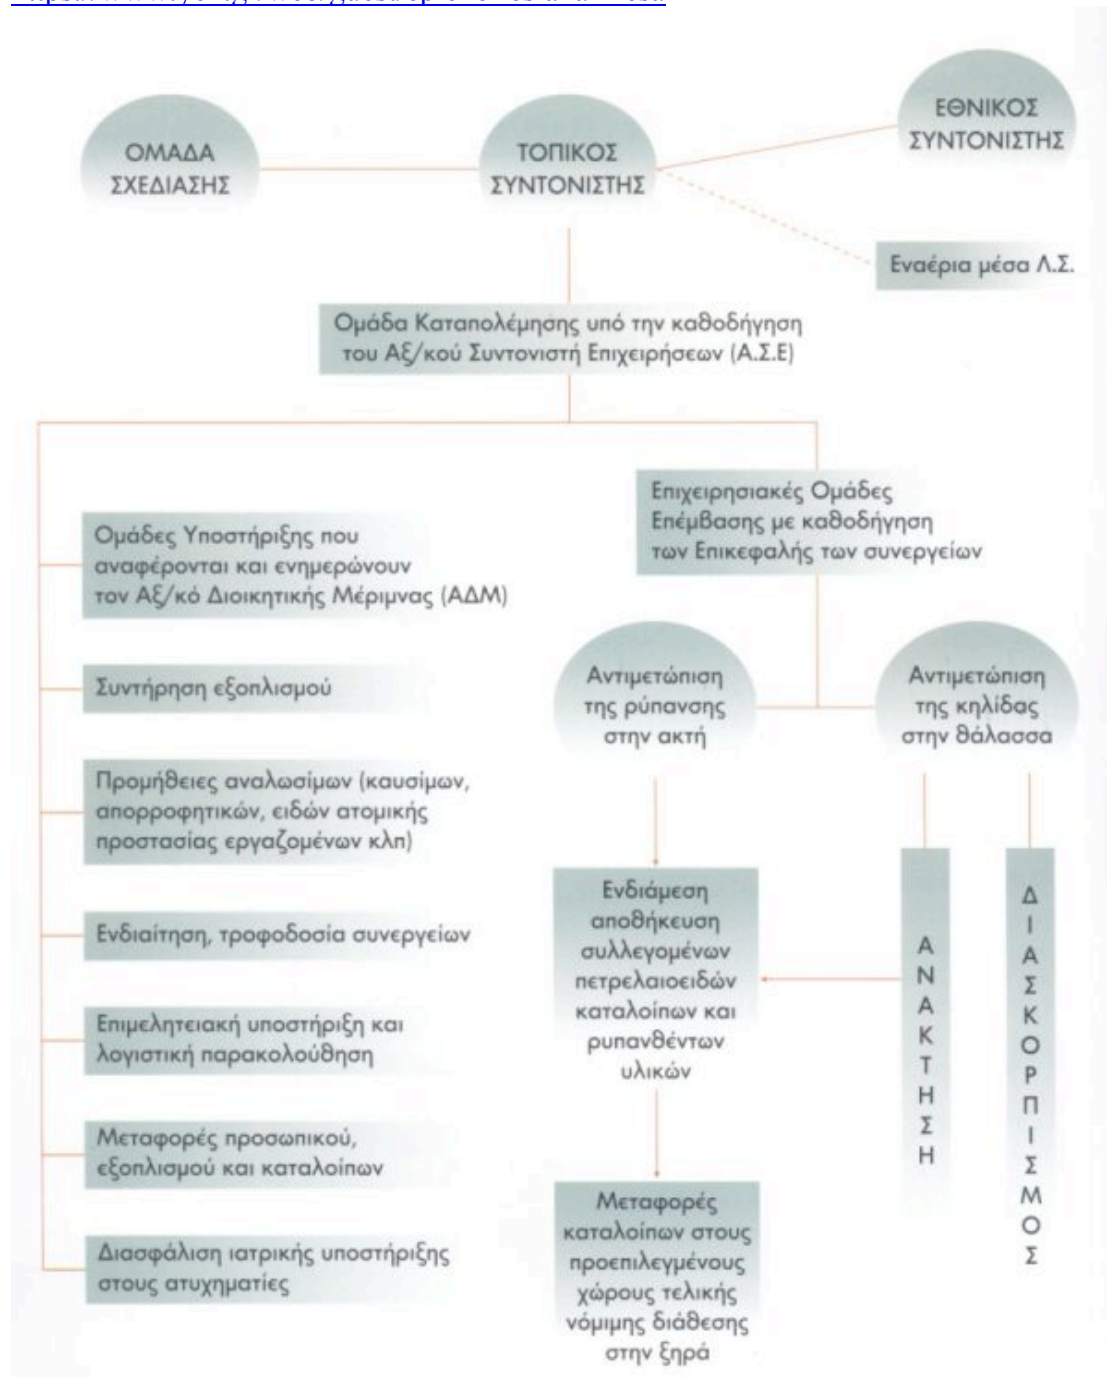 ΟΜΑΔΑ
ΣΧΕΔΙΑΣΗΣ
ΤΟΠΙΚΟΣ
ΣΥΝΤΟΝΙΣΤΗΣ
ΕΘΝΙΚΟΣ
ΣΥΝΤΟΝΙΣΤΗΣ
Εναέρια μέσα Λ.Σ.
Ομάδα Καταπολέμησης υπό την καθοδήγηση
του Αξ/κού Συντονιστή Επιχειρήσεων (Α.Σ.Ε)
Ομάδες Υποστήριξης που
αναφέρονται και ενημερώνουν
τον Αξ/κό Διοικητικής Μέριμνας (ΑΔΜ)
Συντήρηση εξοπλισμού
Προμήθειες αναλωσίμων (καυσίμων,
απορροφητικών, ειδών ατομικής
προστασίας εργαζομένων κλπ)
Ενδιαίτηση, τροφοδοσία συνεργείων
Επιμελητειακή υποστήριξη και
λογιστική παρακολούθηση
Μεταφορές προσωπικού,
εξοπλισμού και καταλοίπων
Διασφάλιση ιατρικής υποστήριξης
στους ατυχηματίες
Επιχειρησιακές Ομάδες
Επέμβασης με καθοδήγηση
των Επικεφαλής των συνεργείων
Αντιμετώπιση
της ρύπανσης
στην ακτή
Αντιμετώπιση
της κηλίδας
στην θάλασσα
Ενδιάμεση
αποθήκευση
συλλεγομένων
πετρελαιοειδών
καταλοίπων και
ρυπανθέντων
υλικών
Μεταφορές
καταλοίπων στους
προεπιλεγμένους
χώρους τελικής
νόμιμης διάθεσης
στην ξηρά
ΑΝΑΚΤΗΣΗ
ΔΙΑΣΚΟΡΠΙΣΜΟΣ